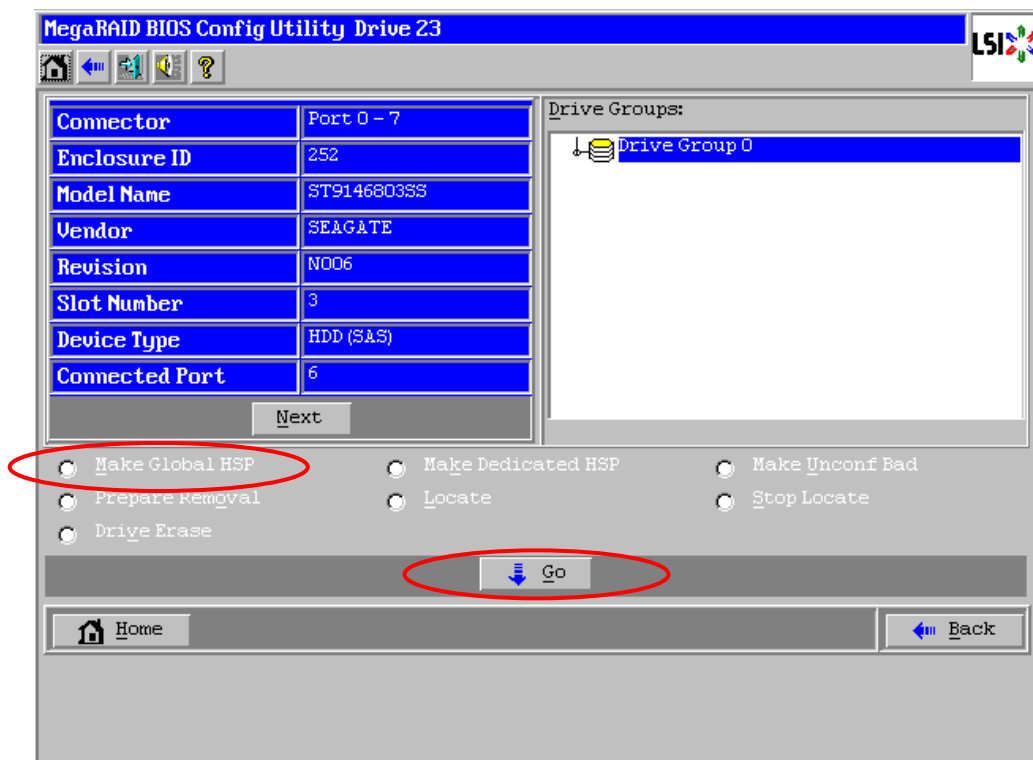 MegaRAID BIOS Config Utility Drive 23
LSI
Connector Port 0 - 7
Enclosure ID 252
Model Name ST9146803SS
Vendor SEAGATE
Revision N006
Slot Number 3
Device Type HDD (SAS)
Connected Port 6
Next
Drive Groups:
Drive Group 0
Make Global HSP Make Dedicated HSP Make Unconf Bad
Prepare Removal Locate Stop Locate
Drive Erase
Go
Home Back